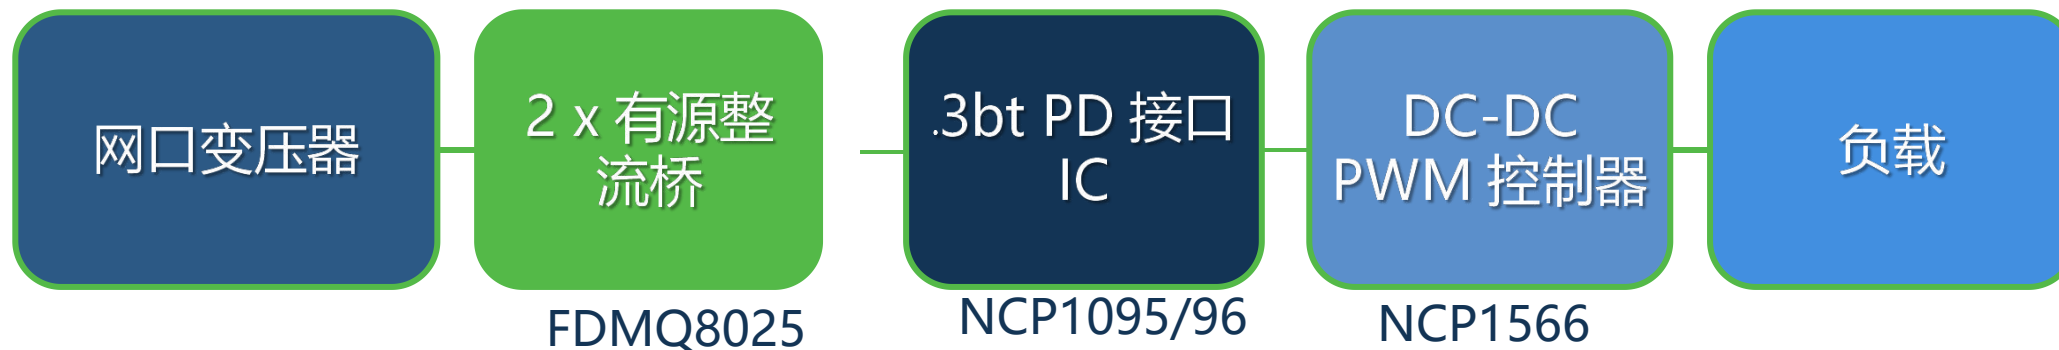 网口变压器
2 x 有源整
流桥
.3bt PD 接口
IC
DC-DC
PWM 控制器
负载
FDMQ8025
NCP1095/96
NCP1566